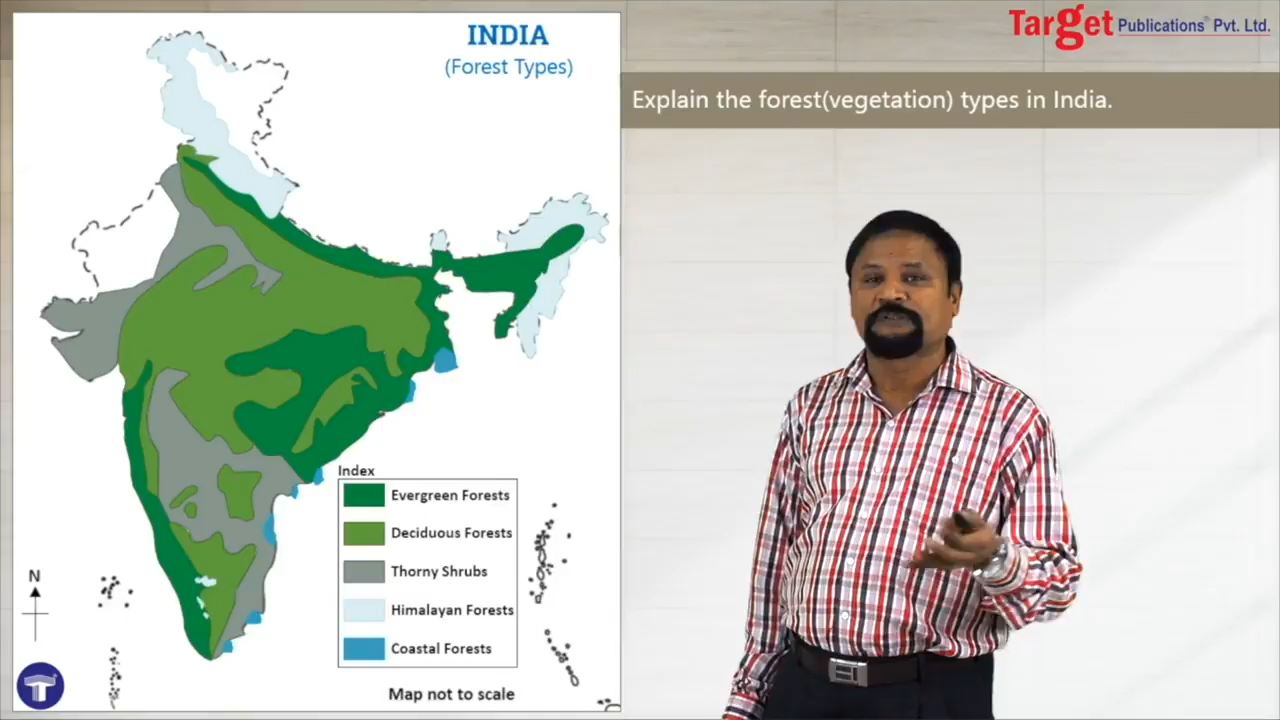 INDIA
(Forest Types)
Target Publications® Pvt. Ltd.
Explain the forest(vegetation) types in India.
Index
Evergreen Forests
Deciduous Forests
Thorny Shrubs
Himalayan Forests
Coastal Forests
N
Map not to scale